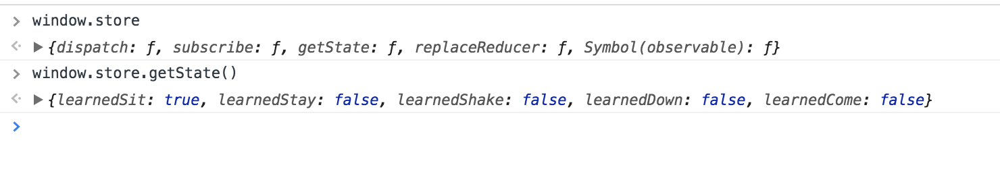 > window.store
<· ▶{dispatch: ƒ, subscribe: ƒ, getState: ƒ, replaceReducer: ƒ, Symbol(observable): ƒ}
> window.store.getState()
<· ▶{learnedSit: true, learnedStay: false, learnedShake: false, learnedDown: false, learnedCome: false}
>